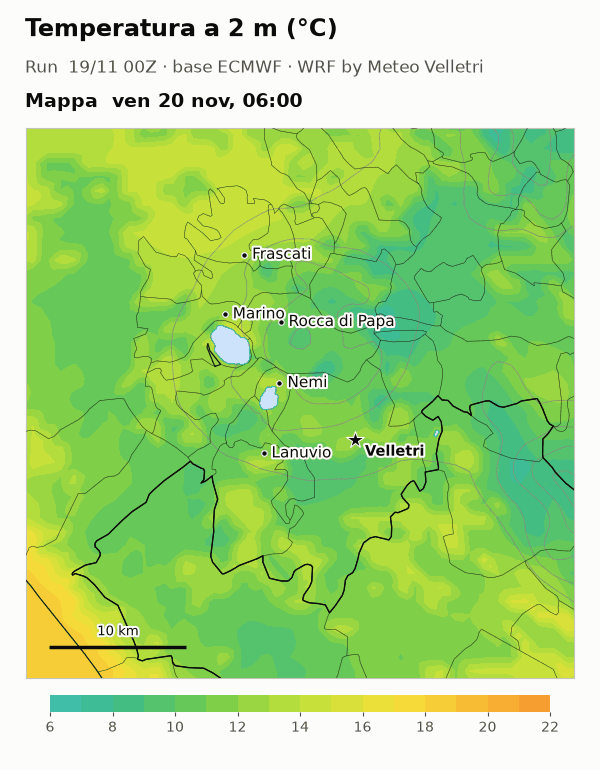 Temperatura a 2 m (°C)
Run  19/11 00Z · base ECMWF · WRF by Meteo Velletri
Mappa  ven 20 nov, 06:00
Frascati
Marino
Rocca di Papa
Nemi
Velletri
Lanuvio
10 km
6 8 10 12 14 16 18 20 22